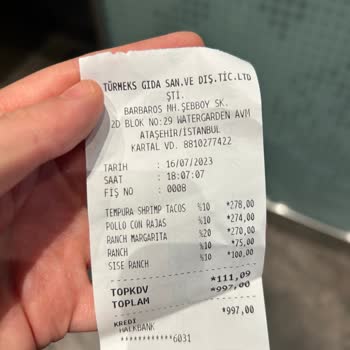 TÜRMEKS GIDA SAN.VE DIŞ.TİC.LTD
ŞTİ.
BARBAROS MH.ŞEBBOY SK.
2D BLOK NO:29 WATERGARDEN AVM
ATAŞEHİR/İSTANBUL
KARTAL VD. 8810277422
TARİH : 16/07/2023
SAAT : 18:07:07
FİŞ NO : 0008
TEMPURA SHRIMP TACOS %10 *278,00
POLLO CON RAJAS %10 *274,00
RANCH MARGARITA %20 *270,00
RANCH %10 *75,00
SISE RANCH %10 *100,00
TOPKDV *111,09
TOPLAM *997,00
KREDİ *997,00
HALKBANK
************6031